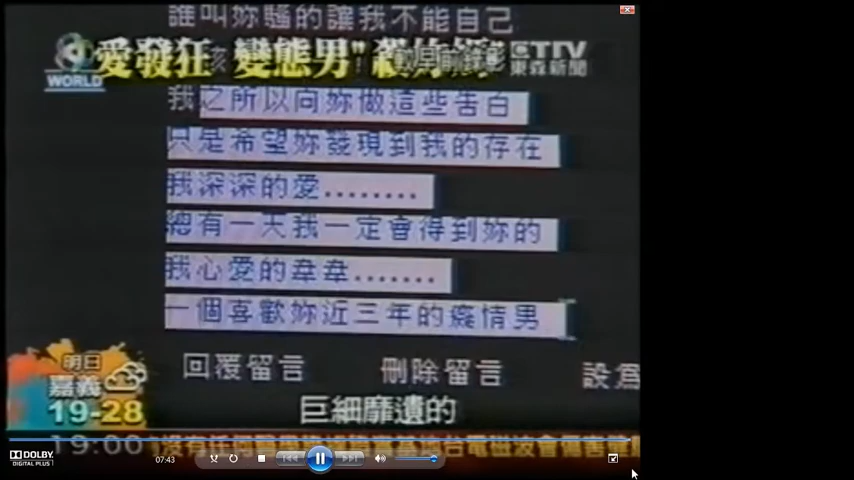 誰叫妳騷的讓我不能自己
愛發狂 變態男
WORLD
ETTV
東森新聞
我之所以向妳做這些告白
只是希望妳發現到我的存在
我深深的愛........
總有一天我一定會得到妳的
我心愛的韋韋.......
一個喜歡妳近三年的癡情男
回覆留言 刪除留言 設為
明日
嘉義
19-28
巨細靡遺的
19:00
DOLBY
DIGITAL PLUS
07:43